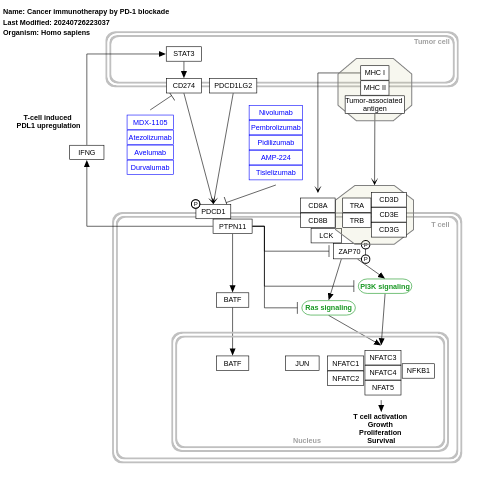 Name: Cancer immunotherapy by PD-1 blockade
Last Modified: 20240726223037
Organism: Homo sapiens
Tumor cell
STAT3
CD274
PDCD1LG2
MHC I
MHC II
Tumor-associated
antigen
T-cell induced
PDL1 upregulation
IFNG
MDX-1105
Atezolizumab
Avelumab
Durvalumab
Nivolumab
Pembrolizumab
Pidilizumab
AMP-224
Tislelizumab
P
PDCD1
PTPN11
CD8A
CD8B
LCK
TRA
TRB
CD3D
CD3E
CD3G
T cell
ZAP70
P
P
PI3K signaling
Ras signaling
BATF
BATF
JUN
NFATC1
NFATC2
NFATC3
NFATC4
NFAT5
NFKB1
T cell activation
Growth
Proliferation
Survival
Nucleus